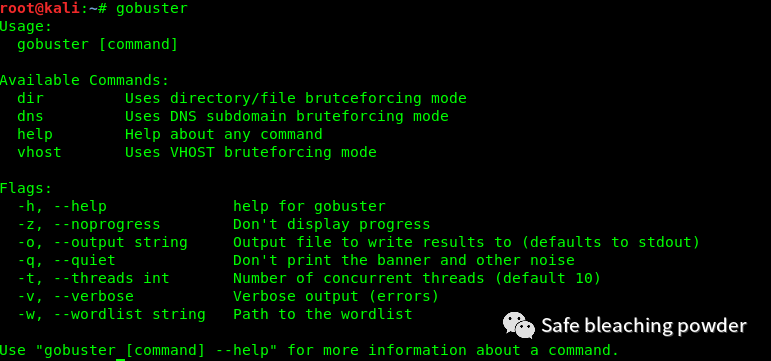 root@kali:~# gobuster
Usage:
  gobuster [command]

Available Commands:
  dir         Uses directory/file brutceforcing mode
  dns         Uses DNS subdomain bruteforcing mode
  help        Help about any command
  vhost       Uses VHOST bruteforcing mode

Flags:
  -h, --help              help for gobuster
  -z, --noprogress        Don't display progress
  -o, --output string     Output file to write results to (defaults to stdout)
  -q, --quiet             Don't print the banner and other noise
  -t, --threads int       Number of concurrent threads (default 10)
  -v, --verbose           Verbose output (errors)
  -w, --wordlist string   Path to the wordlist

Safe bleaching powder
Use "gobuster [command] --help" for more information about a command.